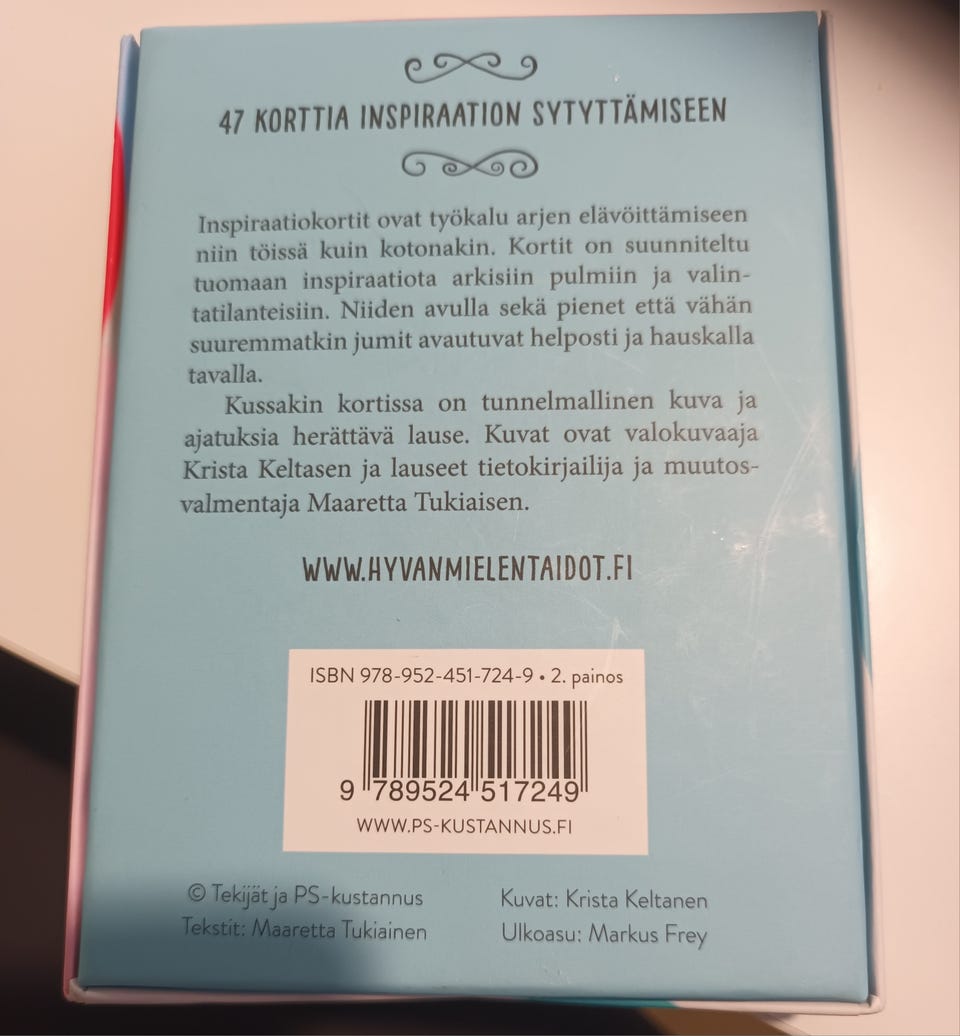 47 KORTTIA INSPIRAATION SYTYTTÄMISEEN
Inspiraatiokortit ovat työkalu arjen elävöittämiseen
niin töissä kuin kotonakin. Kortit on suunniteltu
tuomaan inspiraatiota arkisiin pulmiin ja valin-
tatilanteisiin. Niiden avulla sekä pienet että vähän
suuremmatkin jumit avautuvat helposti ja hauskalla
tavalla.
Kussakin kortissa on tunnelmallinen kuva ja
ajatuksia herättävä lause. Kuvat ovat valokuvaaja
Krista Keltasen ja lauseet tietokirjailija ja muutos-
valmentaja Maaretta Tukiaisen.
WWW.HYVANMIELENTAIDOT.FI
ISBN 978-952-451-724-9 • 2. painos
9 789524 517249
WWW.PS-KUSTANNUS.FI
© Tekijät ja PS-kustannus
Tekstit: Maaretta Tukiainen
Kuvat: Krista Keltanen
Ulkoasu: Markus Frey